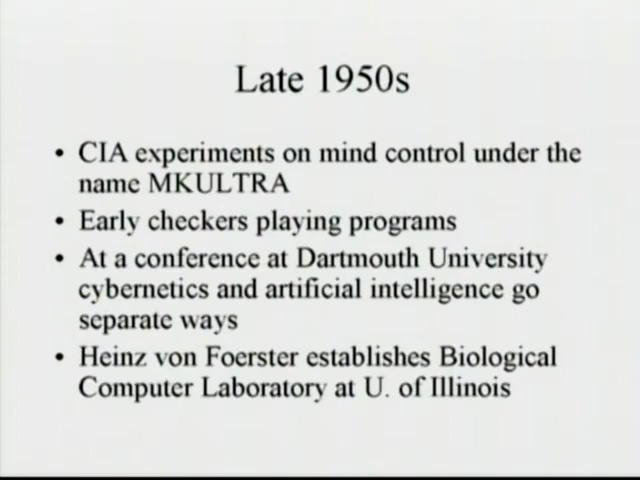 Late 1950s
• CIA experiments on mind control under the
name MKULTRA
• Early checkers playing programs
• At a conference at Dartmouth University
cybernetics and artificial intelligence go
separate ways
• Heinz von Foerster establishes Biological
Computer Laboratory at U. of Illinois